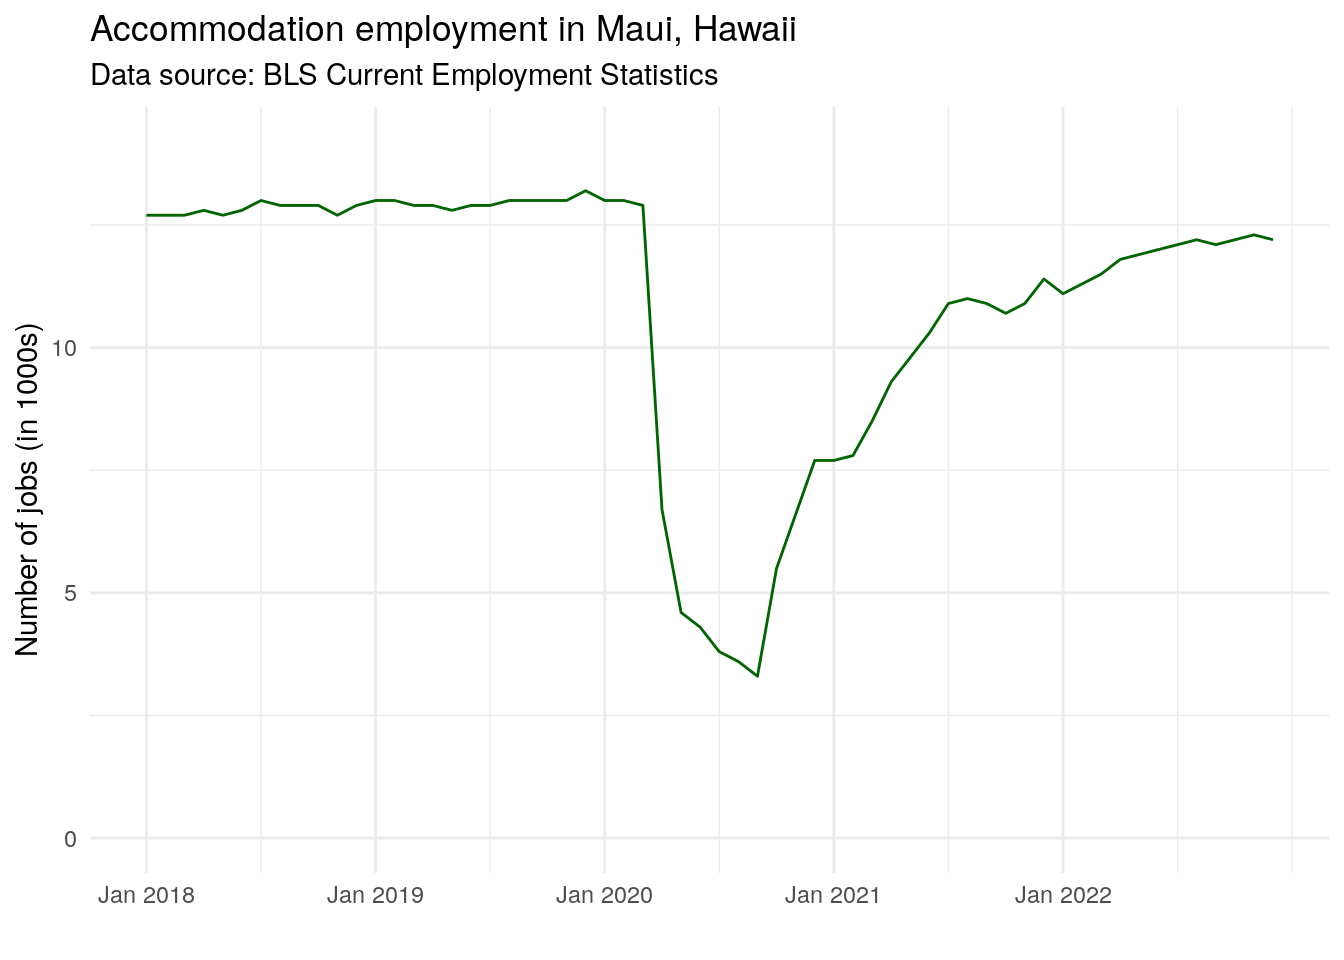 Accommodation employment in Maui, Hawaii
Data source: BLS Current Employment Statistics
Number of jobs (in 1000s)
10
5
0
Jan 2018
Jan 2019
Jan 2020
Jan 2021
Jan 2022